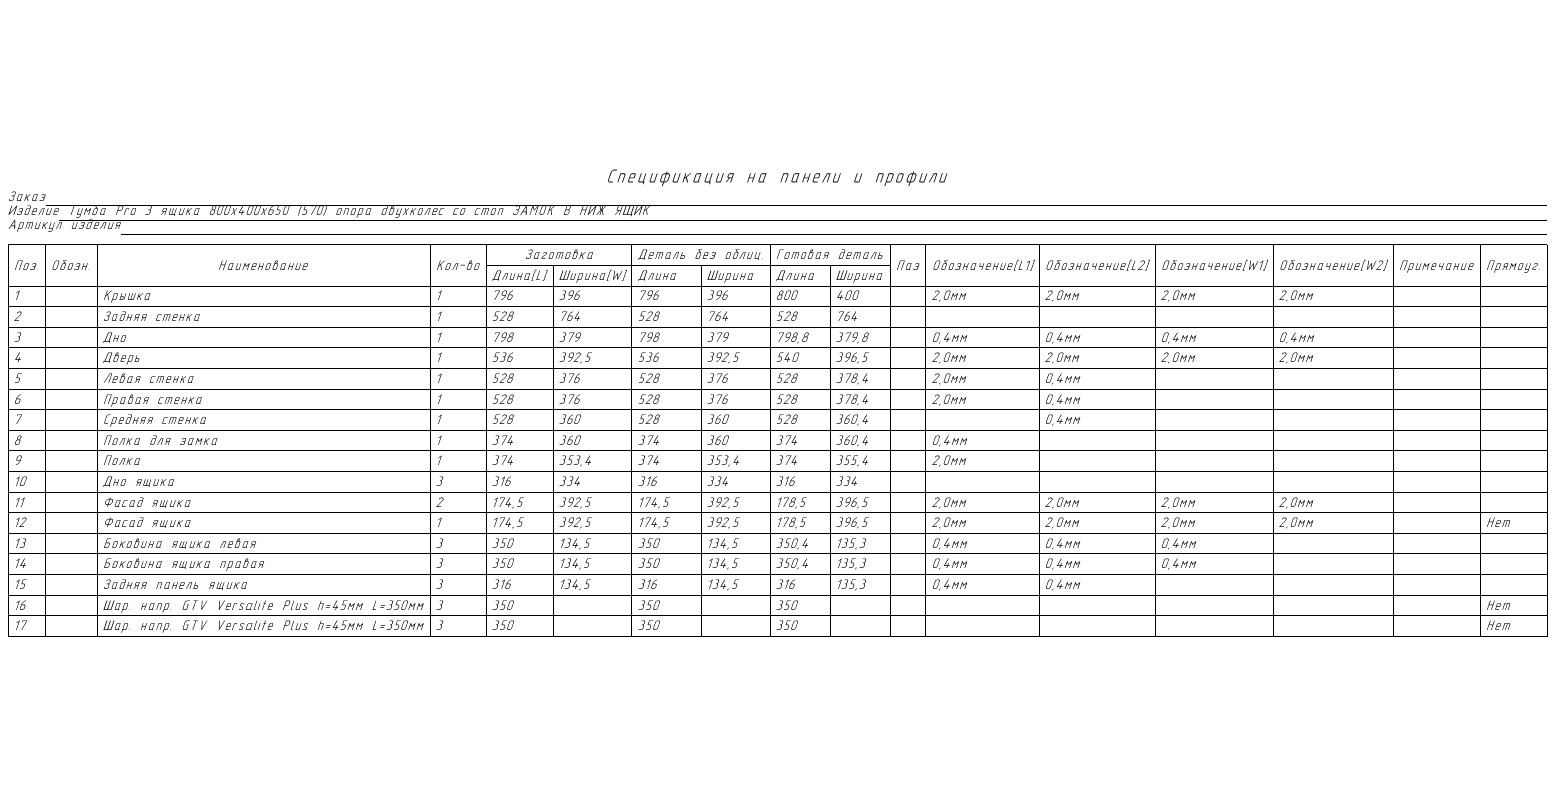 Спецификация на панели и профили
Заказ
Изделие Тумба Pro 3 ящика 800х400х650 (570) опора двухколес со стоп ЗАМОК В НИЖ ЯЩИК
Артикул изделия
Поз. Обозн. Наименование Кол-во Заготовка Деталь без облиц. Готовая деталь Паз Обозначение[L1] Обозначение[L2] Обозначение[W1] Обозначение[W2] Примечание Прямоуг.
Длина[L] Ширина[W] Длина Ширина Длина Ширина
1 Крышка 1 796 396 796 396 800 400 2,0мм 2,0мм 2,0мм 2,0мм
2 Задняя стенка 1 528 764 528 764 528 764
3 Дно 1 798 379 798 379 798,8 379,8 0,4мм 0,4мм 0,4мм 0,4мм
4 Дверь 1 536 392,5 536 392,5 540 396,5 2,0мм 2,0мм 2,0мм 2,0мм
5 Левая стенка 1 528 376 528 376 528 378,4 2,0мм 0,4мм
6 Правая стенка 1 528 376 528 376 528 378,4 2,0мм 0,4мм
7 Средняя стенка 1 528 360 528 360 528 360,4 0,4мм
8 Полка для замка 1 374 360 374 360 374 360,4 0,4мм
9 Полка 1 374 353,4 374 353,4 374 355,4 2,0мм
10 Дно ящика 3 316 334 316 334 316 334
11 Фасад ящика 2 174,5 392,5 174,5 392,5 178,5 396,5 2,0мм 2,0мм 2,0мм 2,0мм
12 Фасад ящика 1 174,5 392,5 174,5 392,5 178,5 396,5 2,0мм 2,0мм 2,0мм 2,0мм Нет
13 Боковина ящика левая 3 350 134,5 350 134,5 350,4 135,3 0,4мм 0,4мм 0,4мм
14 Боковина ящика правая 3 350 134,5 350 134,5 350,4 135,3 0,4мм 0,4мм 0,4мм
15 Задняя панель ящика 3 316 134,5 316 134,5 316 135,3 0,4мм 0,4мм
16 Шар. напр. GTV Versalite Plus h=45мм L=350мм 3 350 350 350 Нет
17 Шар. напр. GTV Versalite Plus h=45мм L=350мм 3 350 350 350 Нет